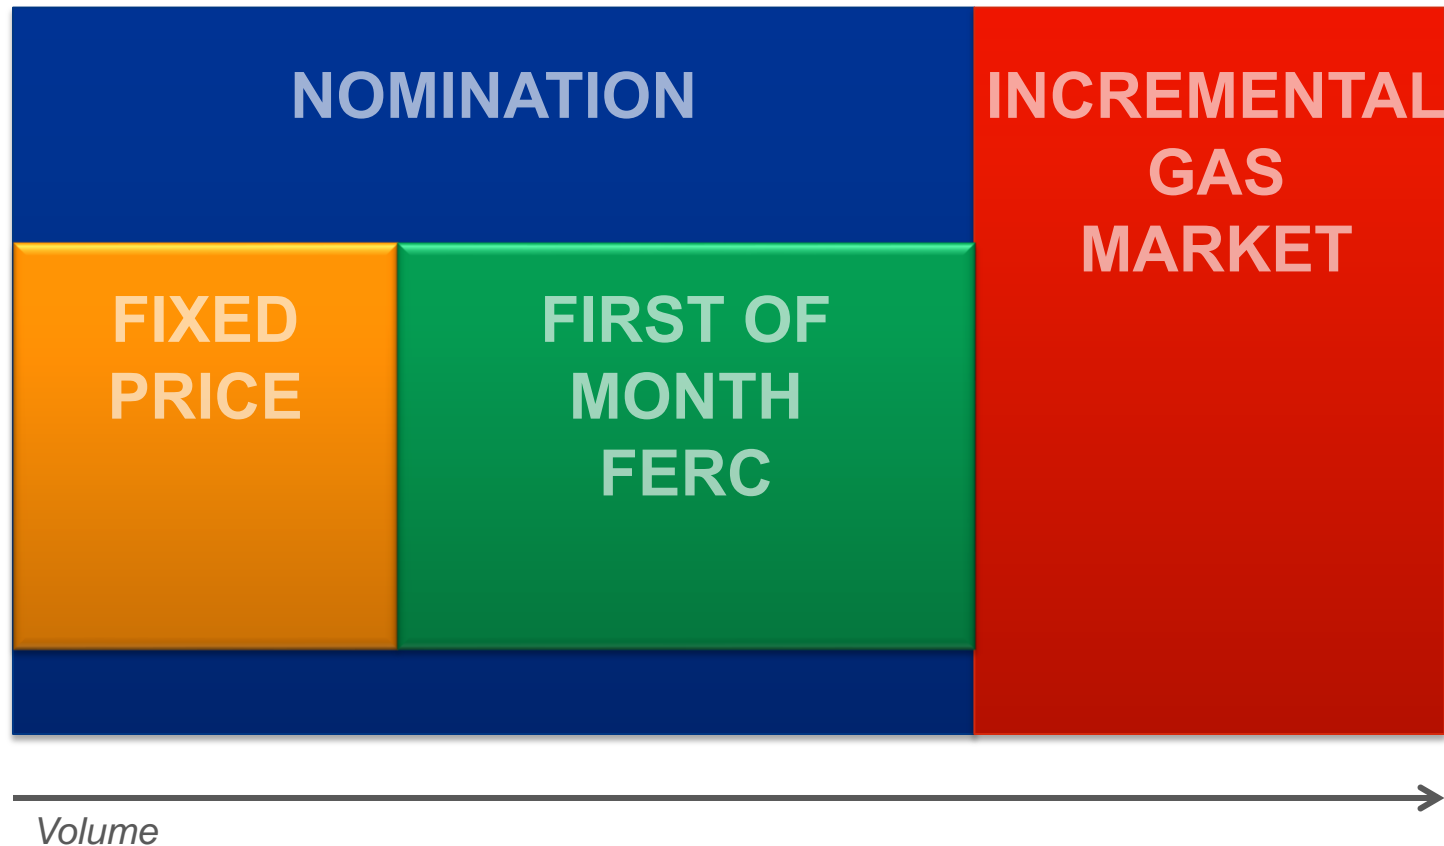 NOMINATION
INCREMENTAL
GAS
MARKET
FIXED
PRICE
FIRST OF
MONTH
FERC
Volume